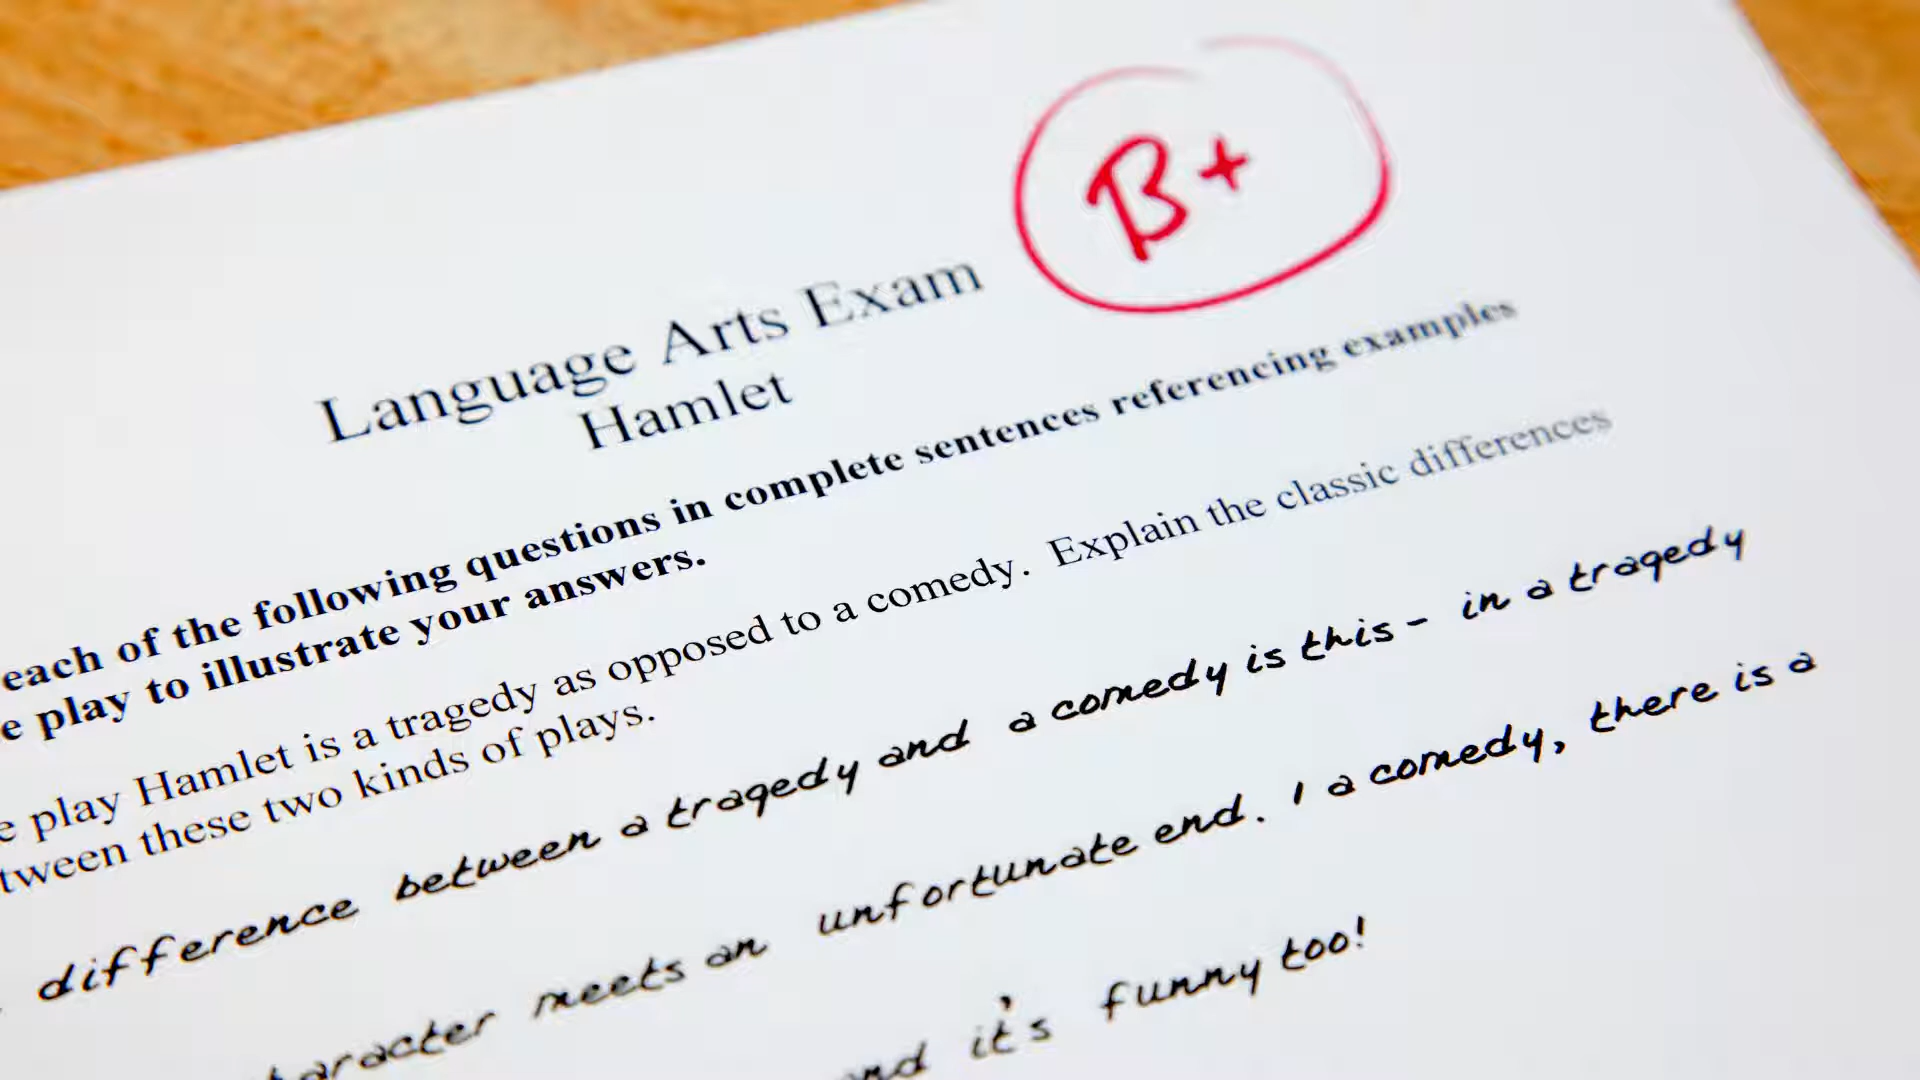 B+
Language Arts Exam
Hamlet
each of the following questions in complete sentences referencing examples
e play to illustrate your answers.
e play Hamlet is a tragedy as opposed to a comedy. Explain the classic differences
tween these two kinds of plays.
difference between a tragedy and a comedy is this - in a tragedy
haracter meets an unfortunate end. I a comedy, there is a
nd it's funny too!